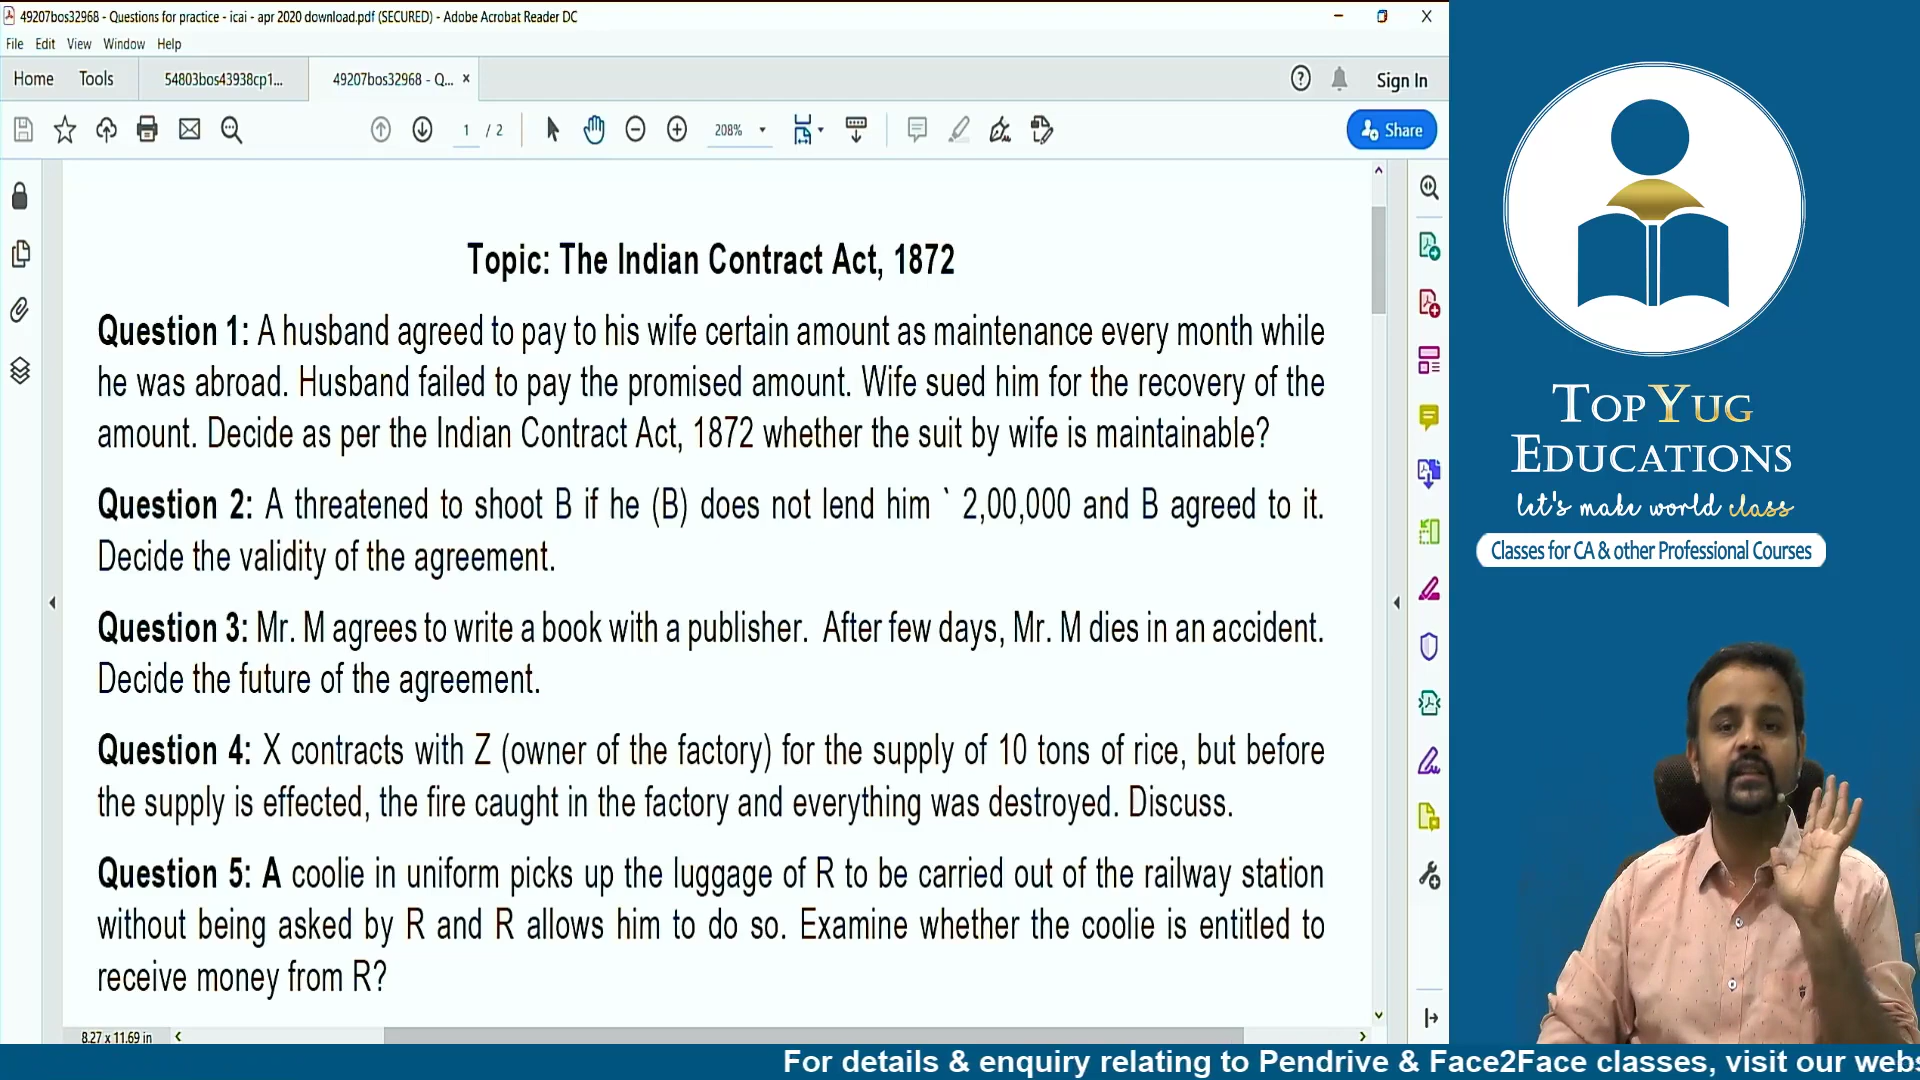 49207bos32968 - Questions for practice - icai - apr 2020 download.pdf (SECURED) - Adobe Acrobat Reader DC
File Edit View Window Help
Home Tools 54803bos43938cp1... 49207bos32968 - Q... × Sign In
1 / 2 208% Share
Topic: The Indian Contract Act, 1872
Question 1: A husband agreed to pay to his wife certain amount as maintenance every month while
he was abroad. Husband failed to pay the promised amount. Wife sued him for the recovery of the
amount. Decide as per the Indian Contract Act, 1872 whether the suit by wife is maintainable?
Question 2: A threatened to shoot B if he (B) does not lend him ` 2,00,000 and B agreed to it.
Decide the validity of the agreement.
Question 3: Mr. M agrees to write a book with a publisher. After few days, Mr. M dies in an accident.
Decide the future of the agreement.
Question 4: X contracts with Z (owner of the factory) for the supply of 10 tons of rice, but before
the supply is effected, the fire caught in the factory and everything was destroyed. Discuss.
Question 5: A coolie in uniform picks up the luggage of R to be carried out of the railway station
without being asked by R and R allows him to do so. Examine whether the coolie is entitled to
receive money from R?
8.27 x 11.69 in
TOPYUG
EDUCATIONS
let's make world class
Classes for CA & other Professional Courses
For details & enquiry relating to Pendrive & Face2Face classes, visit our webs